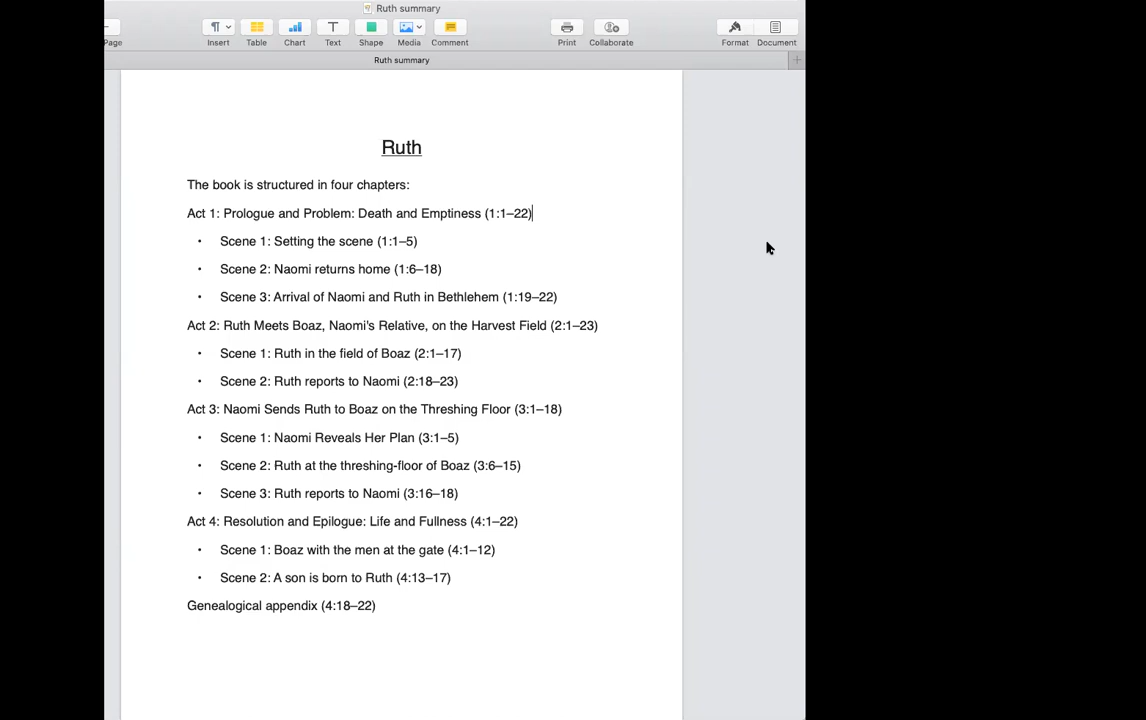 Ruth summary
Page
Insert
Table
Chart
Text
Shape
Media
Comment
Print
Collaborate
Format
Document
Ruth summary
Ruth
The book is structured in four chapters:
Act 1: Prologue and Problem: Death and Emptiness (1:1–22)
• Scene 1: Setting the scene (1:1–5)
• Scene 2: Naomi returns home (1:6–18)
• Scene 3: Arrival of Naomi and Ruth in Bethlehem (1:19–22)
Act 2: Ruth Meets Boaz, Naomi's Relative, on the Harvest Field (2:1–23)
• Scene 1: Ruth in the field of Boaz (2:1–17)
• Scene 2: Ruth reports to Naomi (2:18–23)
Act 3: Naomi Sends Ruth to Boaz on the Threshing Floor (3:1–18)
• Scene 1: Naomi Reveals Her Plan (3:1–5)
• Scene 2: Ruth at the threshing-floor of Boaz (3:6–15)
• Scene 3: Ruth reports to Naomi (3:16–18)
Act 4: Resolution and Epilogue: Life and Fullness (4:1–22)
• Scene 1: Boaz with the men at the gate (4:1–12)
• Scene 2: A son is born to Ruth (4:13–17)
Genealogical appendix (4:18–22)